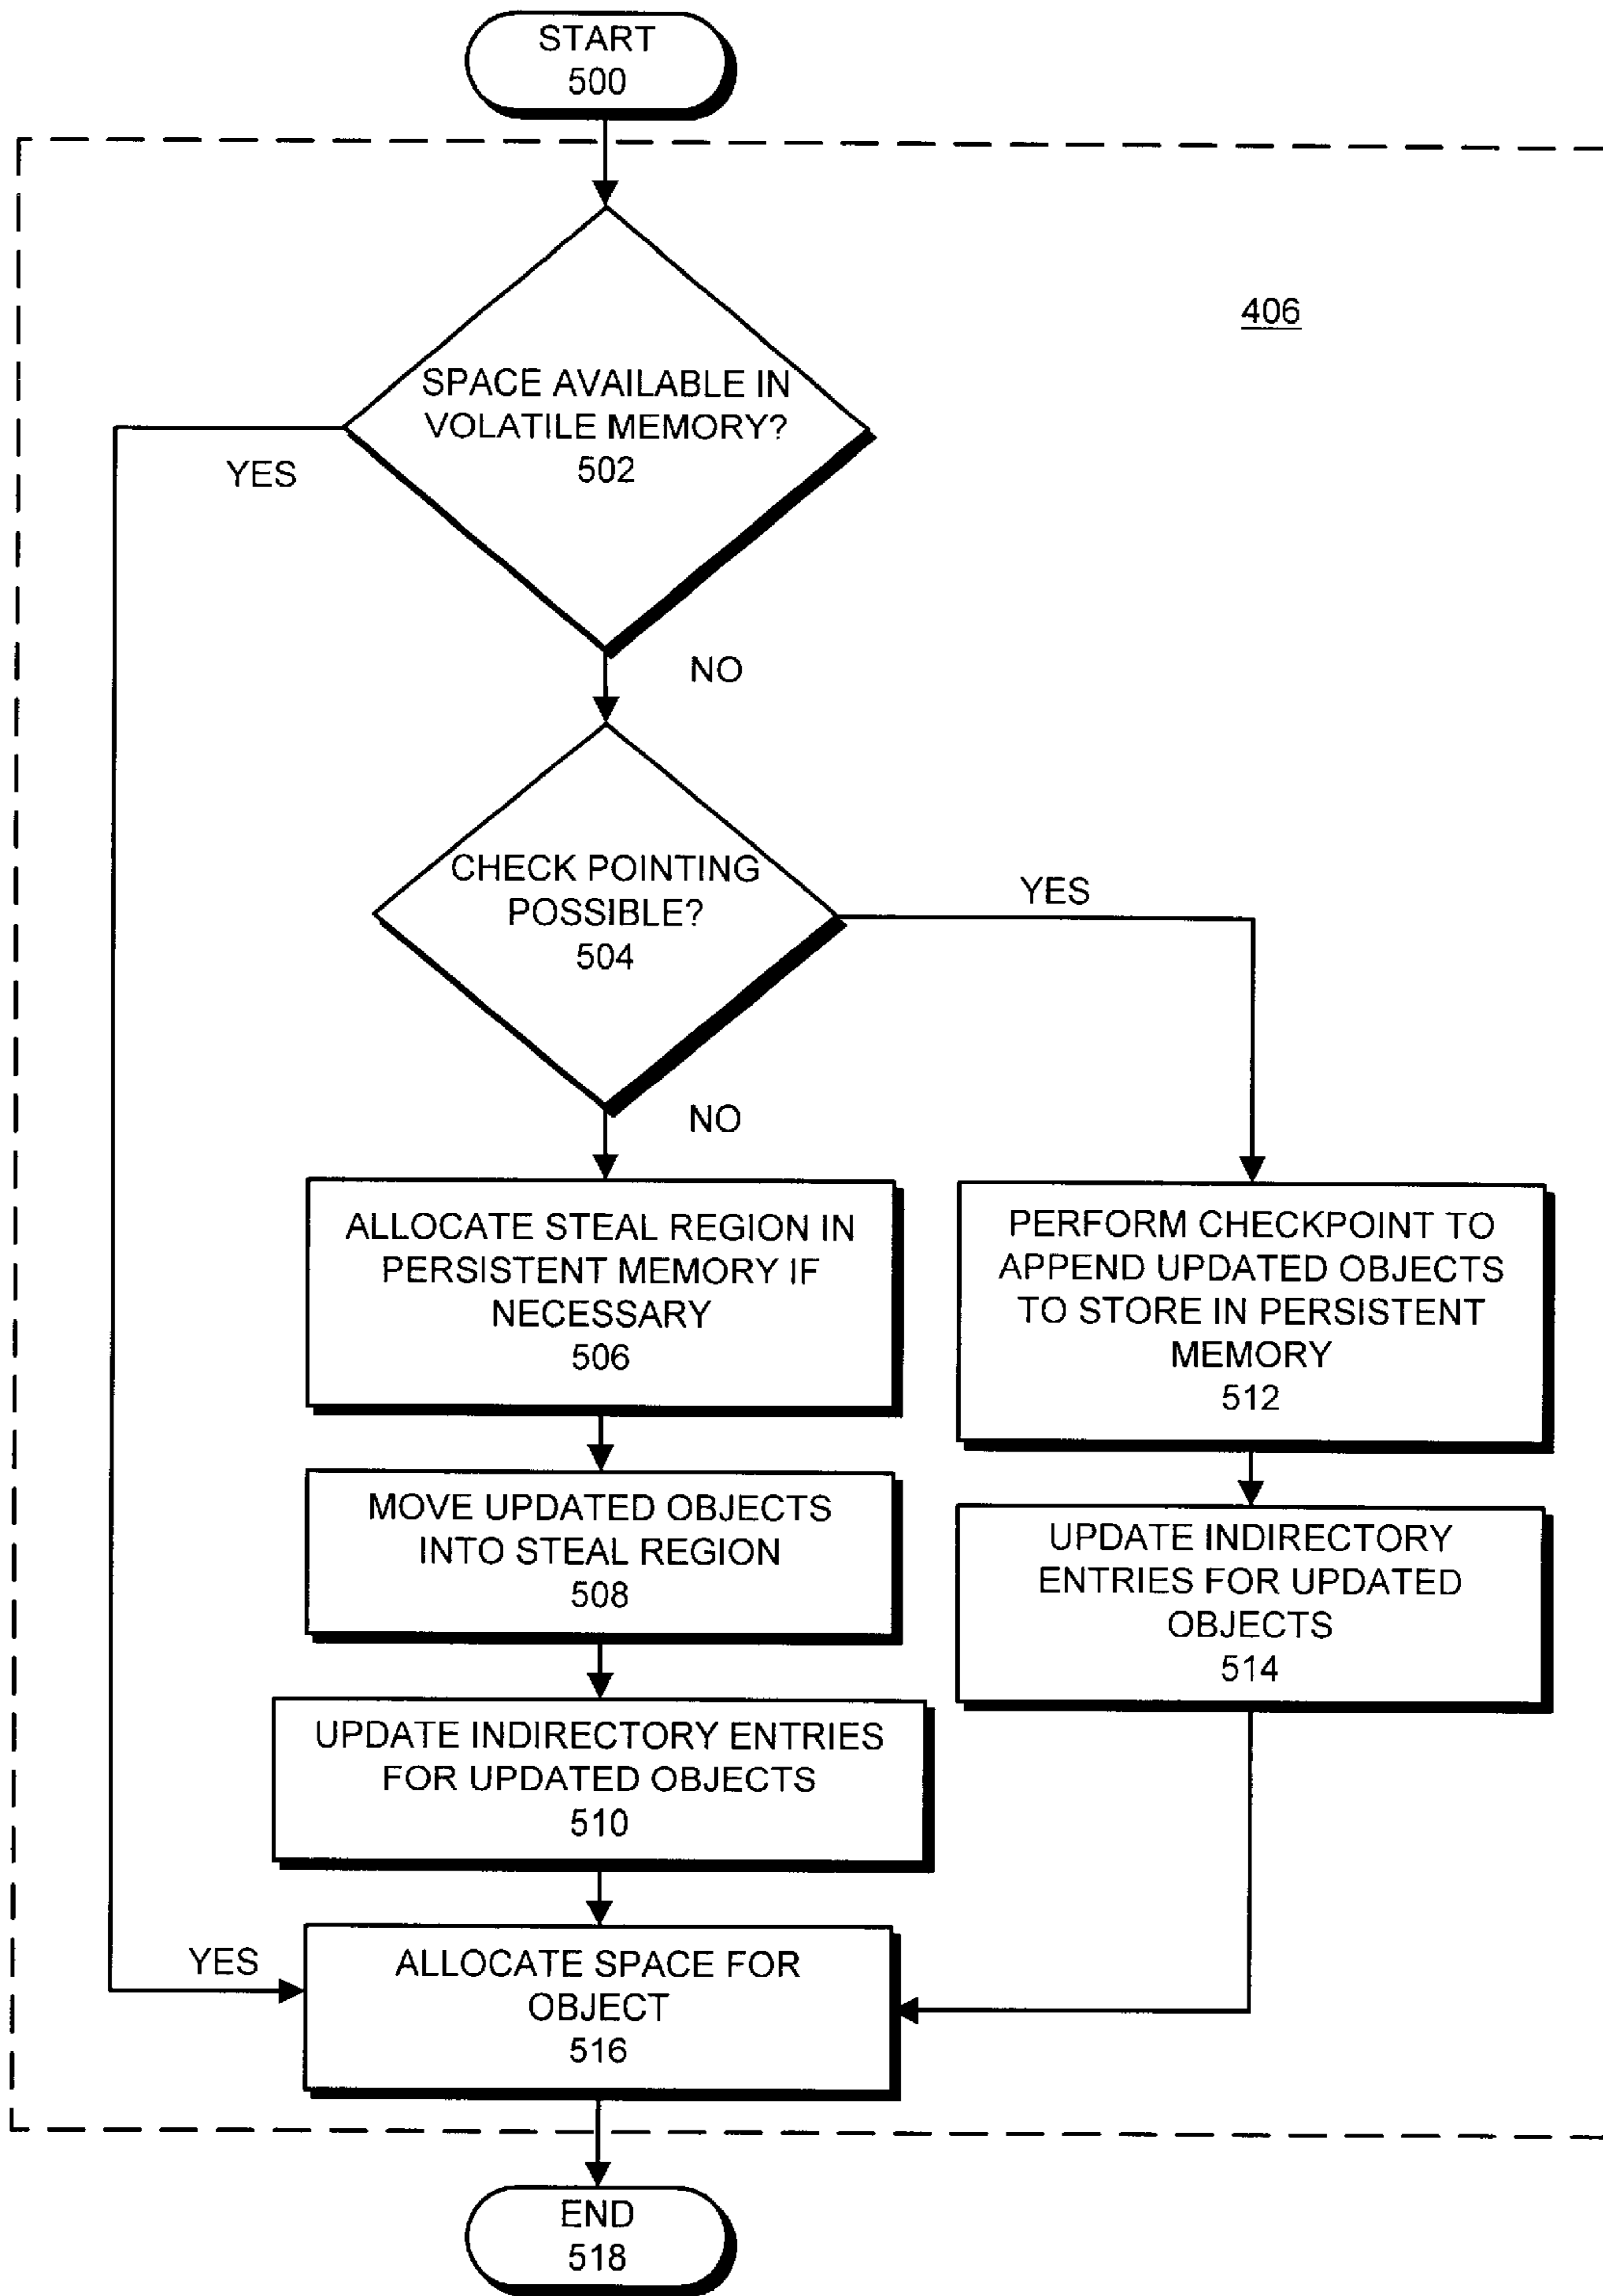 START
500
406
SPACE AVAILABLE IN
VOLATILE MEMORY?
502
YES
NO
CHECK POINTING
POSSIBLE?
504
YES
NO
ALLOCATE STEAL REGION IN
PERSISTENT MEMORY IF
NECESSARY
506
PERFORM CHECKPOINT TO
APPEND UPDATED OBJECTS
TO STORE IN PERSISTENT
MEMORY
512
MOVE UPDATED OBJECTS
INTO STEAL REGION
508
UPDATE INDIRECTORY
ENTRIES FOR UPDATED
OBJECTS
514
UPDATE INDIRECTORY ENTRIES
FOR UPDATED OBJECTS
510
YES
ALLOCATE SPACE FOR
OBJECT
516
END
518